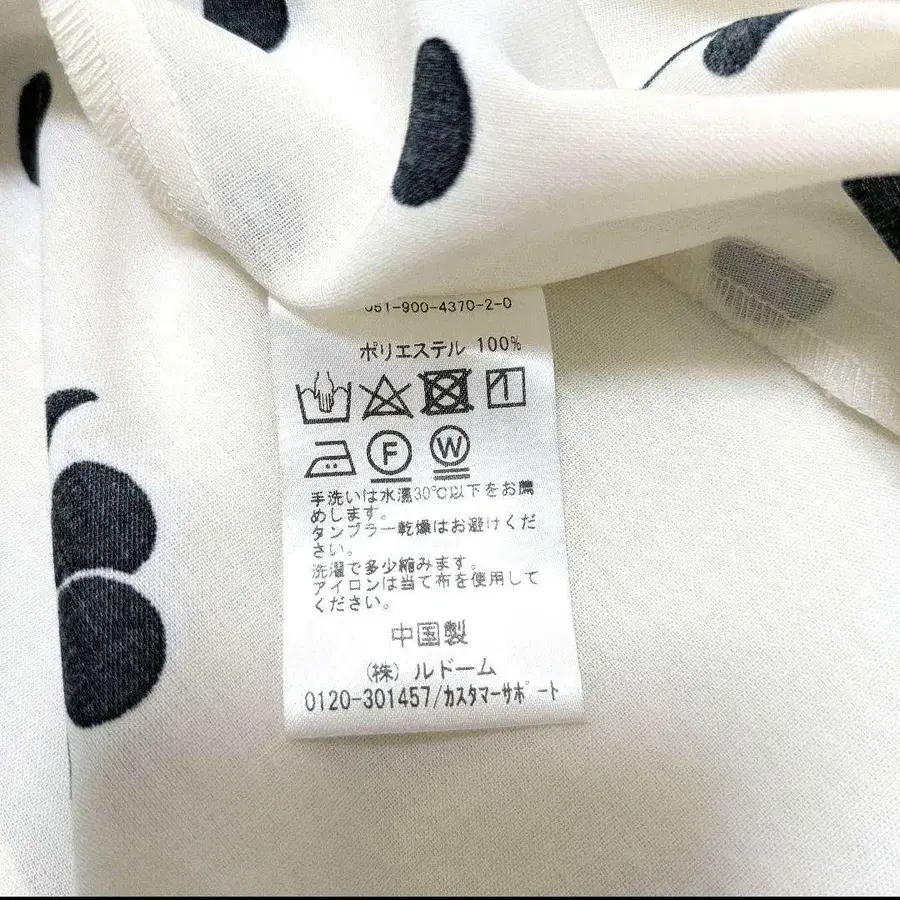 051-900-4370-2-0
ポリエステル 100%
F W
手洗いは水温30℃以下をお薦
めします。
タンブラー乾燥はお避けくだ
さい。
洗濯で多少縮みます。
アイロンは当て布を使用して
ください。
中国製
(株) ルドーム
0120-301457/カスタマーサポート